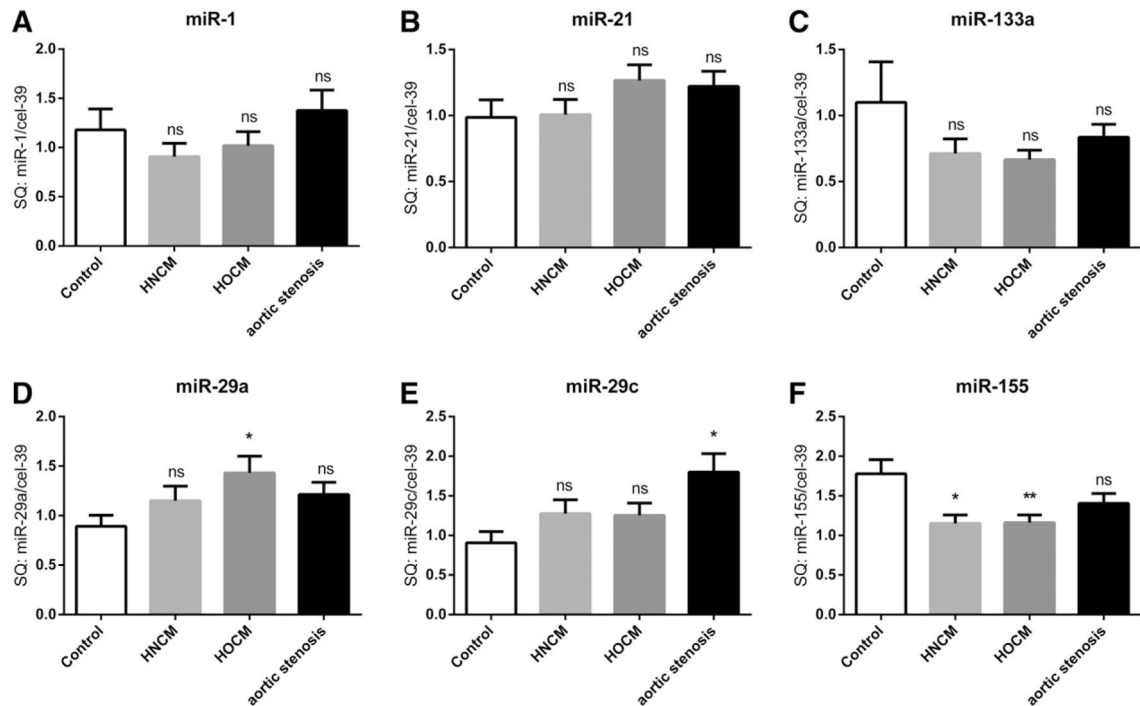 A
miR-1
SQ: miR-1/cel-39
2.0
1.5
1.0
0.5
0.0
ns
ns
ns
Control
HNCM
HOCM
aortic stenosis
B
miR-21
SQ: miR-21/cel-39
1.5
1.0
0.5
0.0
ns
ns
ns
Control
HNCM
HOCM
aortic stenosis
C
miR-133a
SQ: miR-133a/cel-39
1.5
1.0
0.5
0.0
ns
ns
ns
Control
HNCM
HOCM
aortic stenosis
D
miR-29a
SQ: miR-29a/cel-39
2.0
1.5
1.0
0.5
0.0
ns
*
ns
Control
HNCM
HOCM
aortic stenosis
E
miR-29c
SQ: miR-29c/cel-39
2.5
2.0
1.5
1.0
0.5
0.0
ns
ns
*
Control
HNCM
HOCM
aortic stenosis
F
miR-155
SQ: miR-155/cel-39
2.5
2.0
1.5
1.0
0.5
0.0
*
**
ns
Control
HNCM
HOCM
aortic stenosis